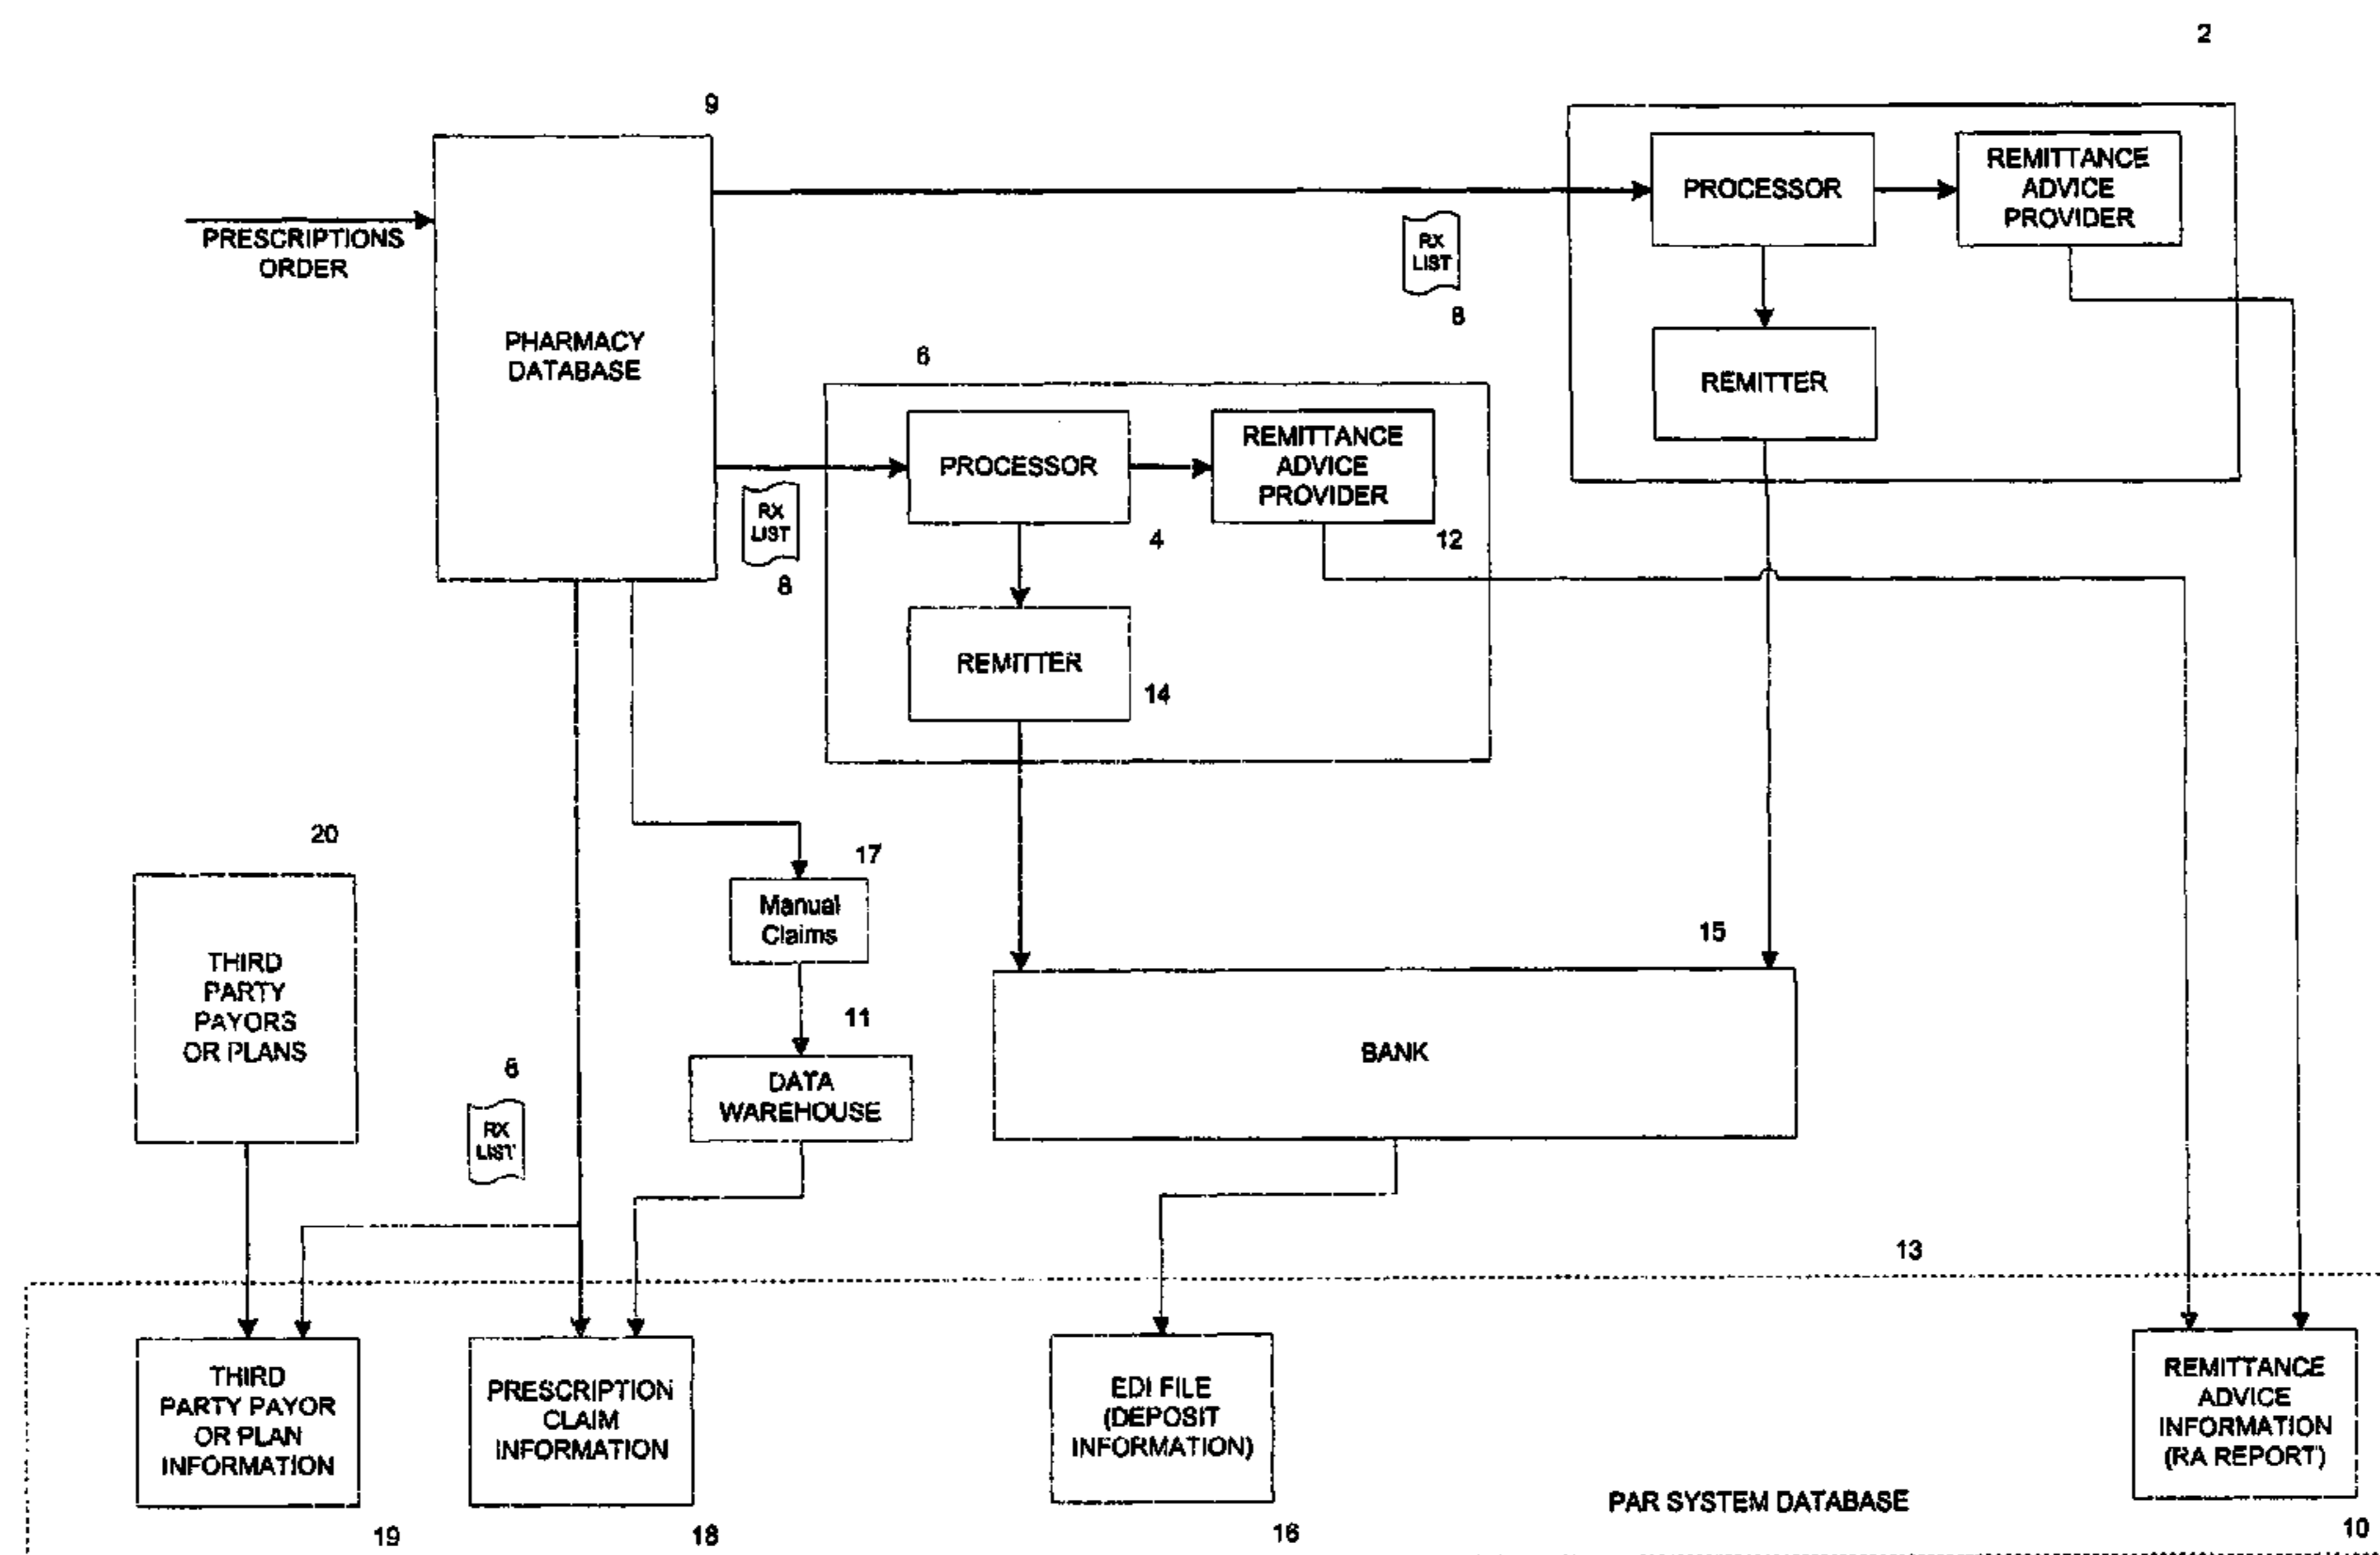 2
9
PROCESSOR
REMITTANCE
ADVICE
PROVIDER
PRESCRIPTIONS
ORDER
RX
LIST
8
PHARMACY
DATABASE
6
REMITTER
PROCESSOR
REMITTANCE
ADVICE
PROVIDER
RX
LIST
4
12
8
REMITTER
14
20
17
Manual
Claims
15
THIRD
PARTY
PAYORS
OR PLANS
11
BANK
6
DATA
WAREHOUSE
RX
LIST
13
THIRD
PARTY PAYOR
OR PLAN
INFORMATION
PRESCRIPTION
CLAIM
INFORMATION
EDI FILE
(DEPOSIT
INFORMATION)
REMITTANCE
ADVICE
INFORMATION
(RA REPORT)
PAR SYSTEM DATABASE
19
18
16
10